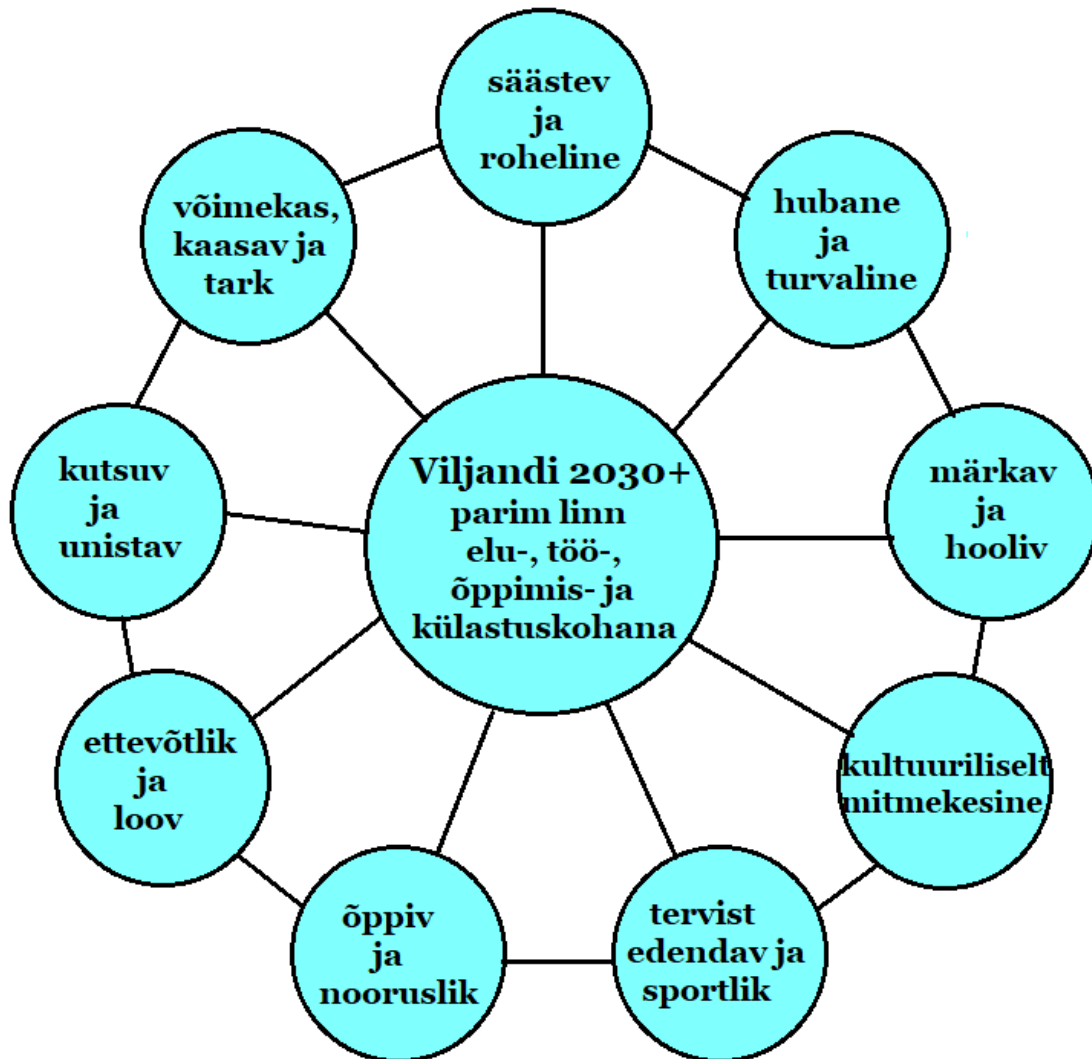 säästev
ja
roheline
hubane
ja
turvaline
märkav
ja
hooliv
kultuuriliselt
mitmekesine
tervist
edendav ja
sportlik
õppiv
ja
nooruslik
ettevõtlik
ja
loov
kutsuv
ja
unistav
võimekas,
kaasav ja
tark
Viljandi 2030+
parim linn
elu-, töö-,
õppimis- ja
külastuskohana